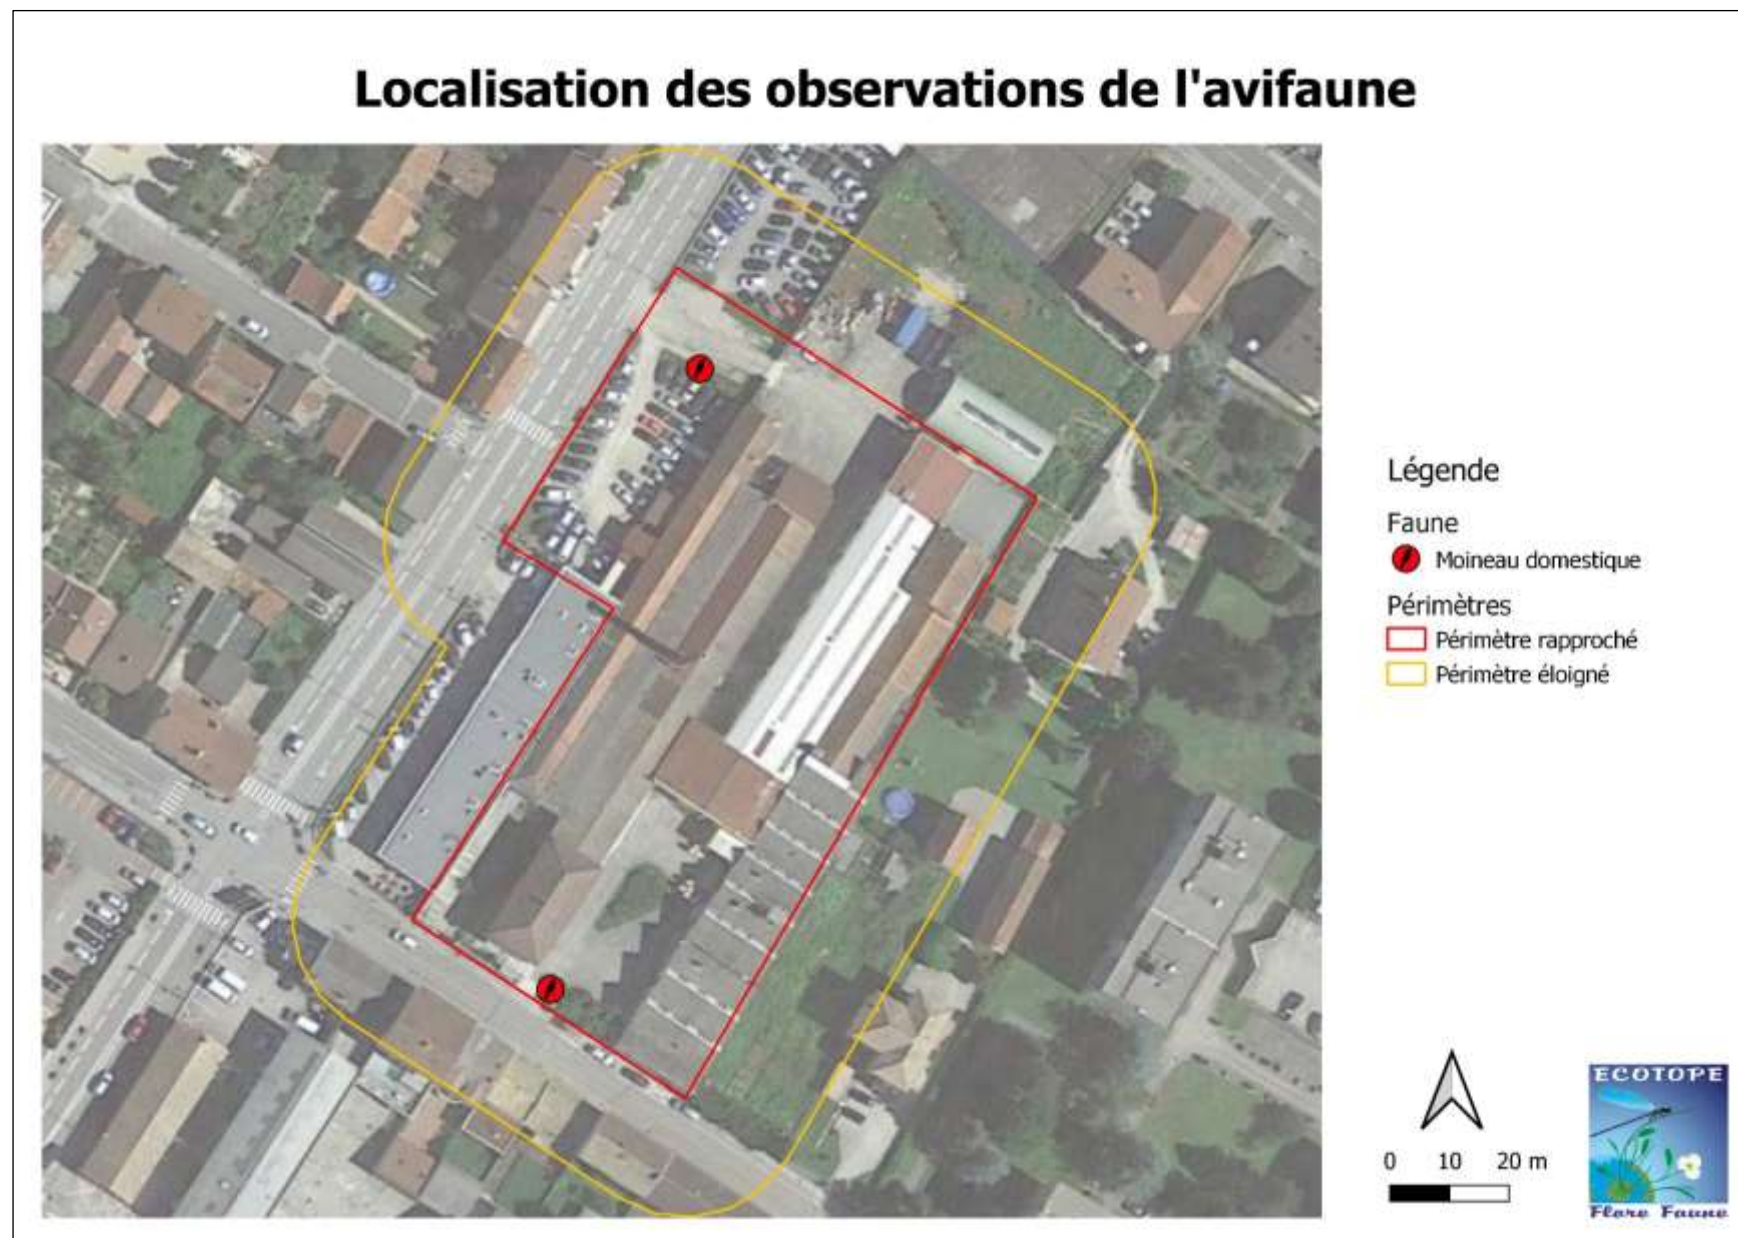 Localisation des observations de l'avifaune
Légende
Faune
Moineau domestique
Périmètres
Périmètre rapproché
Périmètre éloigné
0 10 20 m
ECOTOPE
Flore Faune